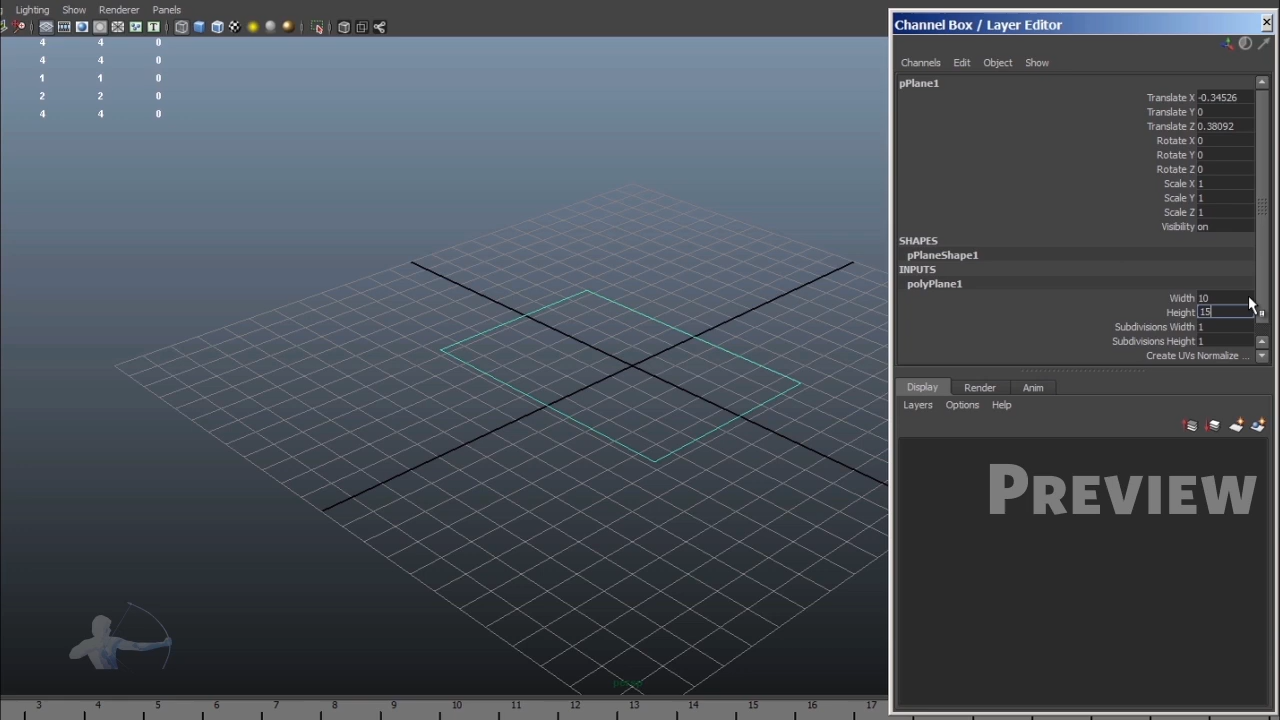 Lighting Show Renderer Panels
4 4 0
4 4 0
1 1 0
2 2 0
4 4 0
persp
3 4 5 6 7 8 9 10 11 12 13 14 15 16 17
Channel Box / Layer Editor
Channels Edit Object Show
pPlane1
Translate X -0.34526
Translate Y 0
Translate Z 0.38092
Rotate X 0
Rotate Y 0
Rotate Z 0
Scale X 1
Scale Y 1
Scale Z 1
Visibility on
SHAPES
pPlaneShape1
INPUTS
polyPlane1
Width 10
Height 15
Subdivisions Width 1
Subdivisions Height 1
Create UVs Normalize ...
Display Render Anim
Layers Options Help
PREVIEW